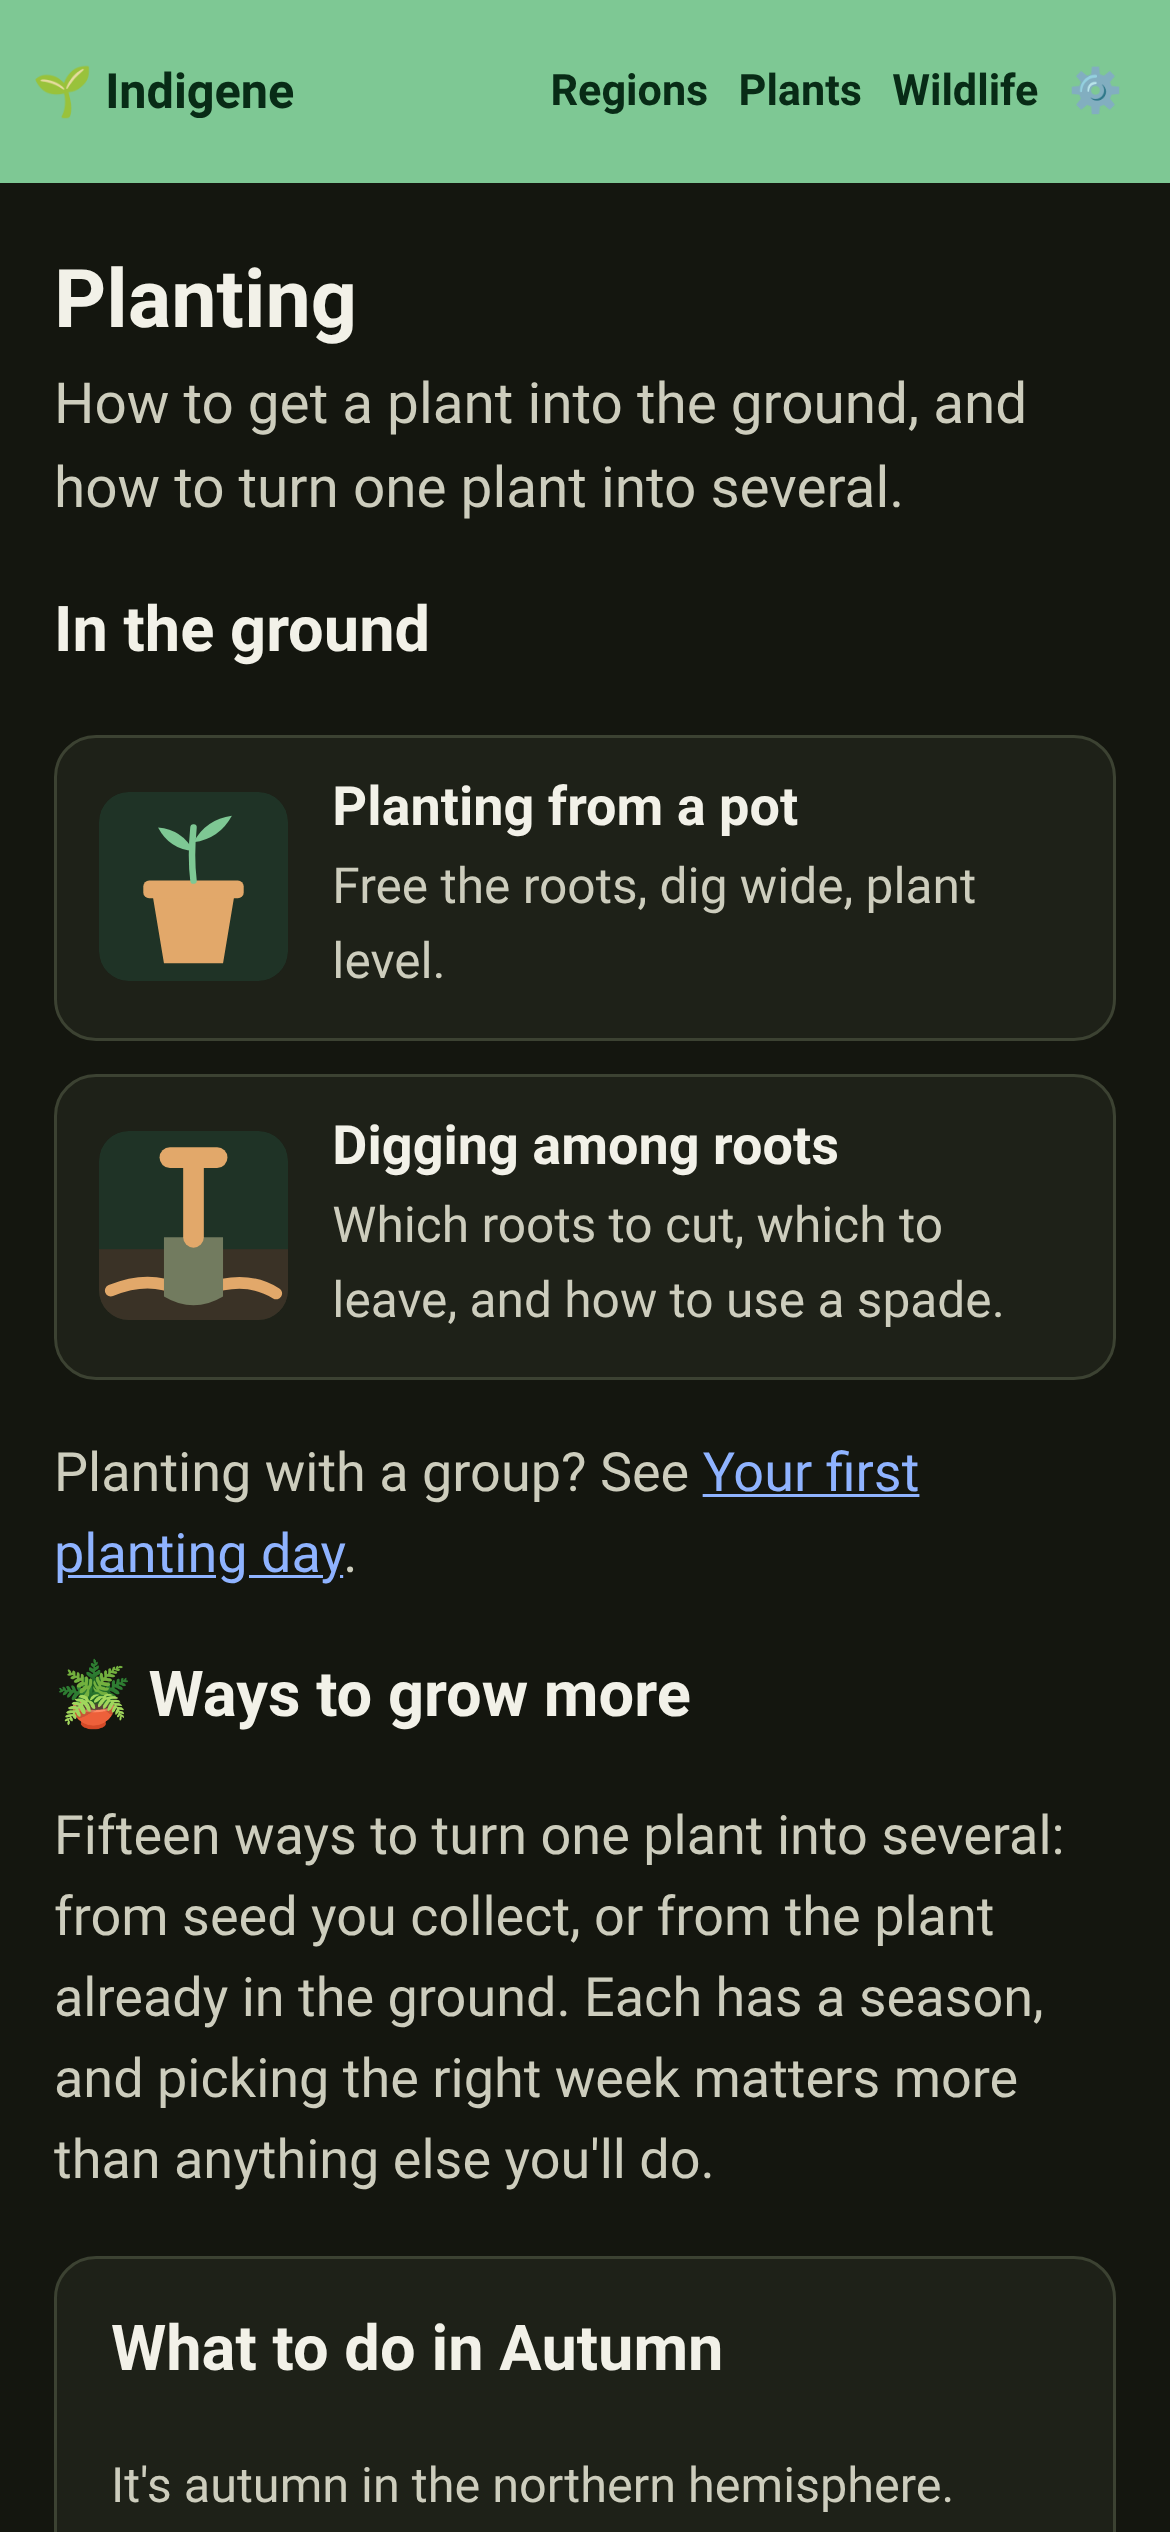 Indigene
Regions Plants Wildlife
Planting
How to get a plant into the ground, and
how to turn one plant into several.
In the ground
Planting from a pot
Free the roots, dig wide, plant
level.
Digging among roots
Which roots to cut, which to
leave, and how to use a spade.
Planting with a group? See Your first
planting day.
Ways to grow more
Fifteen ways to turn one plant into several:
from seed you collect, or from the plant
already in the ground. Each has a season,
and picking the right week matters more
than anything else you'll do.
What to do in Autumn
It's autumn in the northern hemisphere.